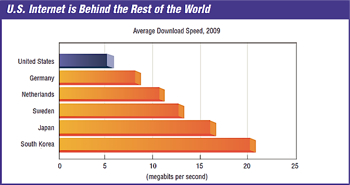 U.S. Internet is Behind the Rest of the World
Average Download Speed, 2009
United States
Germany
Netherlands
Sweden
Japan
South Korea
0 5 10 15 20 25
(megabits per second)